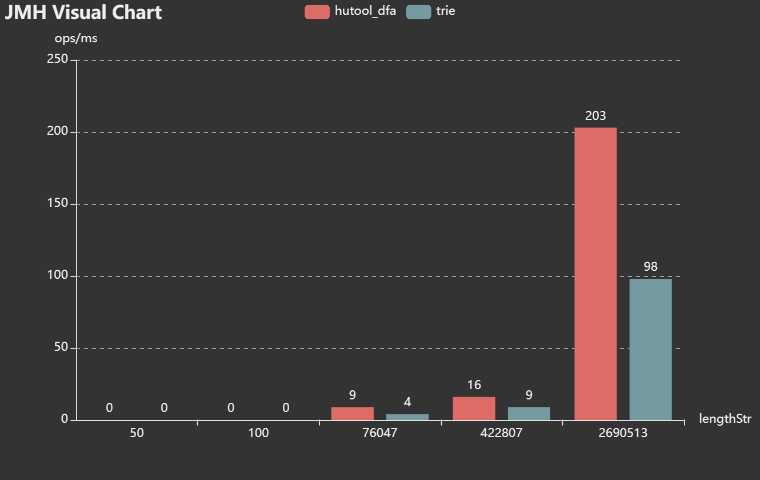 JMH Visual Chart
hutool_dfa trie
ops/ms
250
200
150
100
50
0
0 0 0 0 9 4 16 9 203 98
50 100 76047 422807 2690513
lengthStr